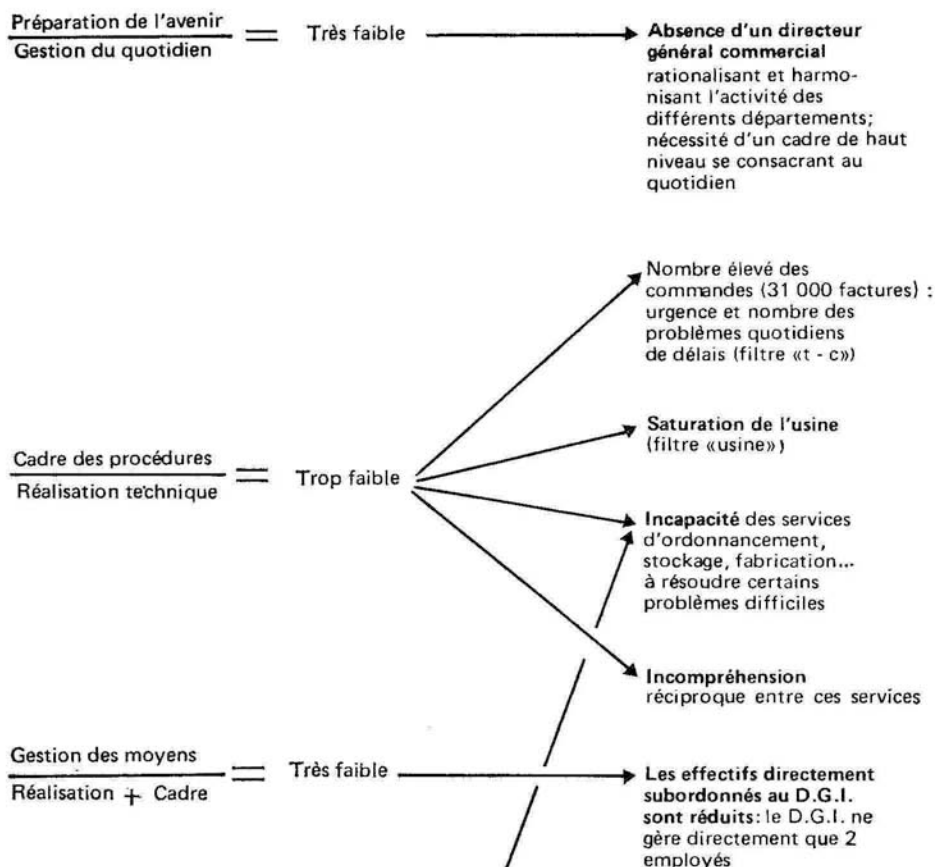 Préparation de l'avenir
Gestion du quotidien
=
Très faible
Absence d'un directeur
général commercial
rationalisant et harmo-
nisant l'activité des
différents départements;
nécessité d'un cadre de haut
niveau se consacrant au
quotidien
Cadre des procédures
Réalisation technique
=
Trop faible
Nombre élevé des
commandes (31 000 factures) :
urgence et nombre des
problèmes quotidiens
de délai (filtre «t - c»)
Saturation de l'usine
(filtre «usine»)
Incapacité des services
d'ordonnancement,
stockage, fabrication...
à résoudre certains
problèmes difficiles
Incompréhension
réciproque entre ces services
Gestion des moyens
Réalisation + Cadre
=
Très faible
Les effectifs directement
subordonnés au D.G.I.
sont réduits: le D.G.I. ne
gère directement que 2
employés